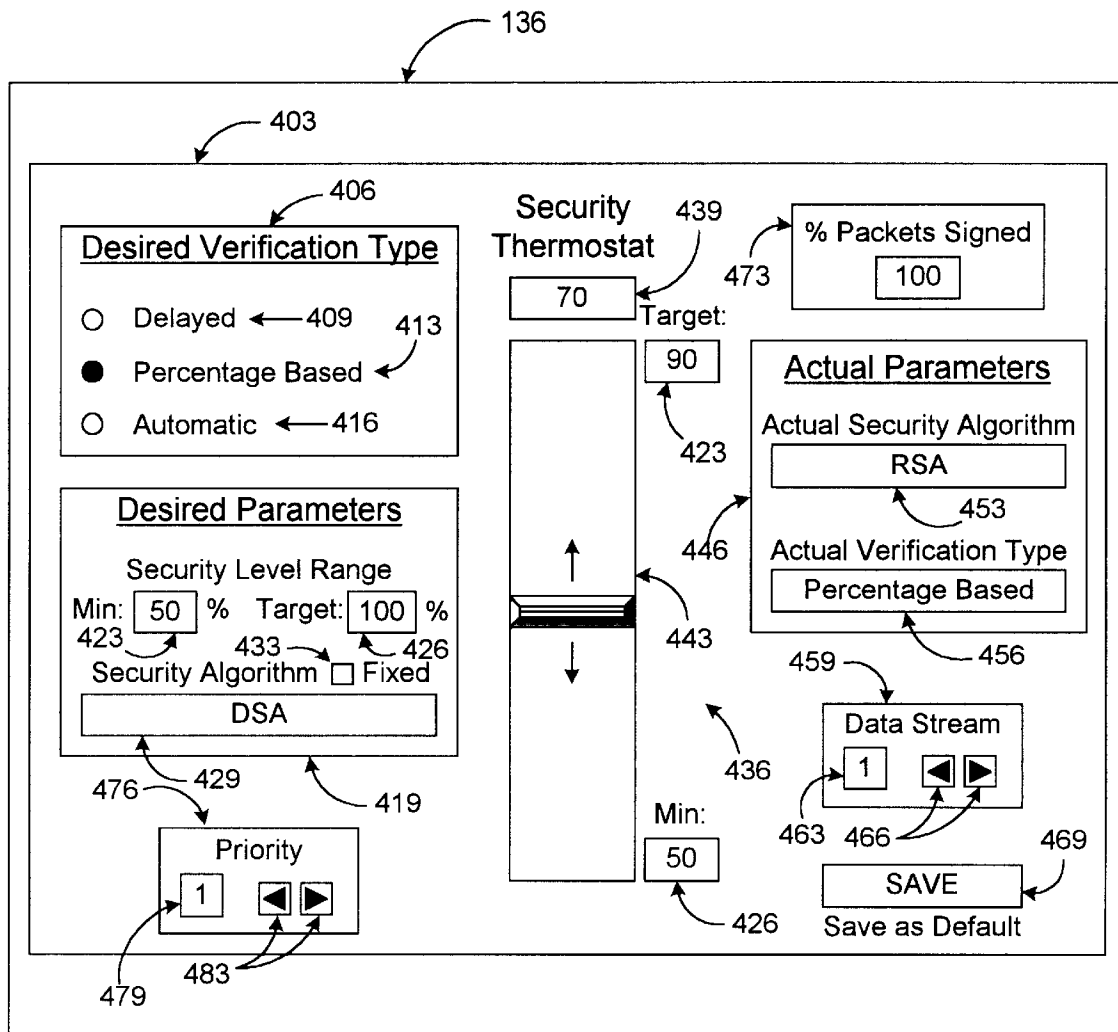 136
403
406
Desired Verification Type
Delayed 409
413
Percentage Based
Automatic 416
Desired Parameters
Security Level Range
Min: 50 % Target: 100 %
423 433 426
Security Algorithm Fixed
DSA
429 419
476
Priority
1
479 483
Security
Thermostat
439
70
Target:
90
423
443
436
Min:
50
426
473
% Packets Signed
100
Actual Parameters
Actual Security Algorithm
RSA
453
446
Actual Verification Type
Percentage Based
456
459
Data Stream
1
463 466
469
SAVE
Save as Default